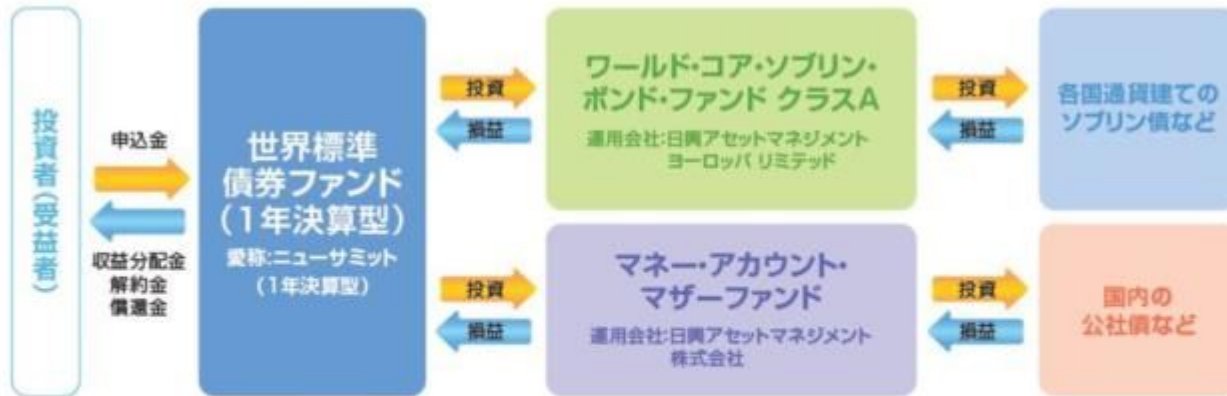 投資者(受益者)
申込金
収益分配金
解約金
償還金
世界標準
債券ファンド
(1年決算型)
愛称:ニューサミット
(1年決算型)
投資
損益
ワールド・コア・ソブリン・
ボンド・ファンド クラスA
運用会社:日興アセットマネジメント
ヨーロッパ リミテッド
投資
損益
各国通貨建ての
ソブリン債など
投資
損益
マネー・アカウント・
マザーファンド
運用会社:日興アセットマネジメント
株式会社
投資
損益
国内の
公社債など